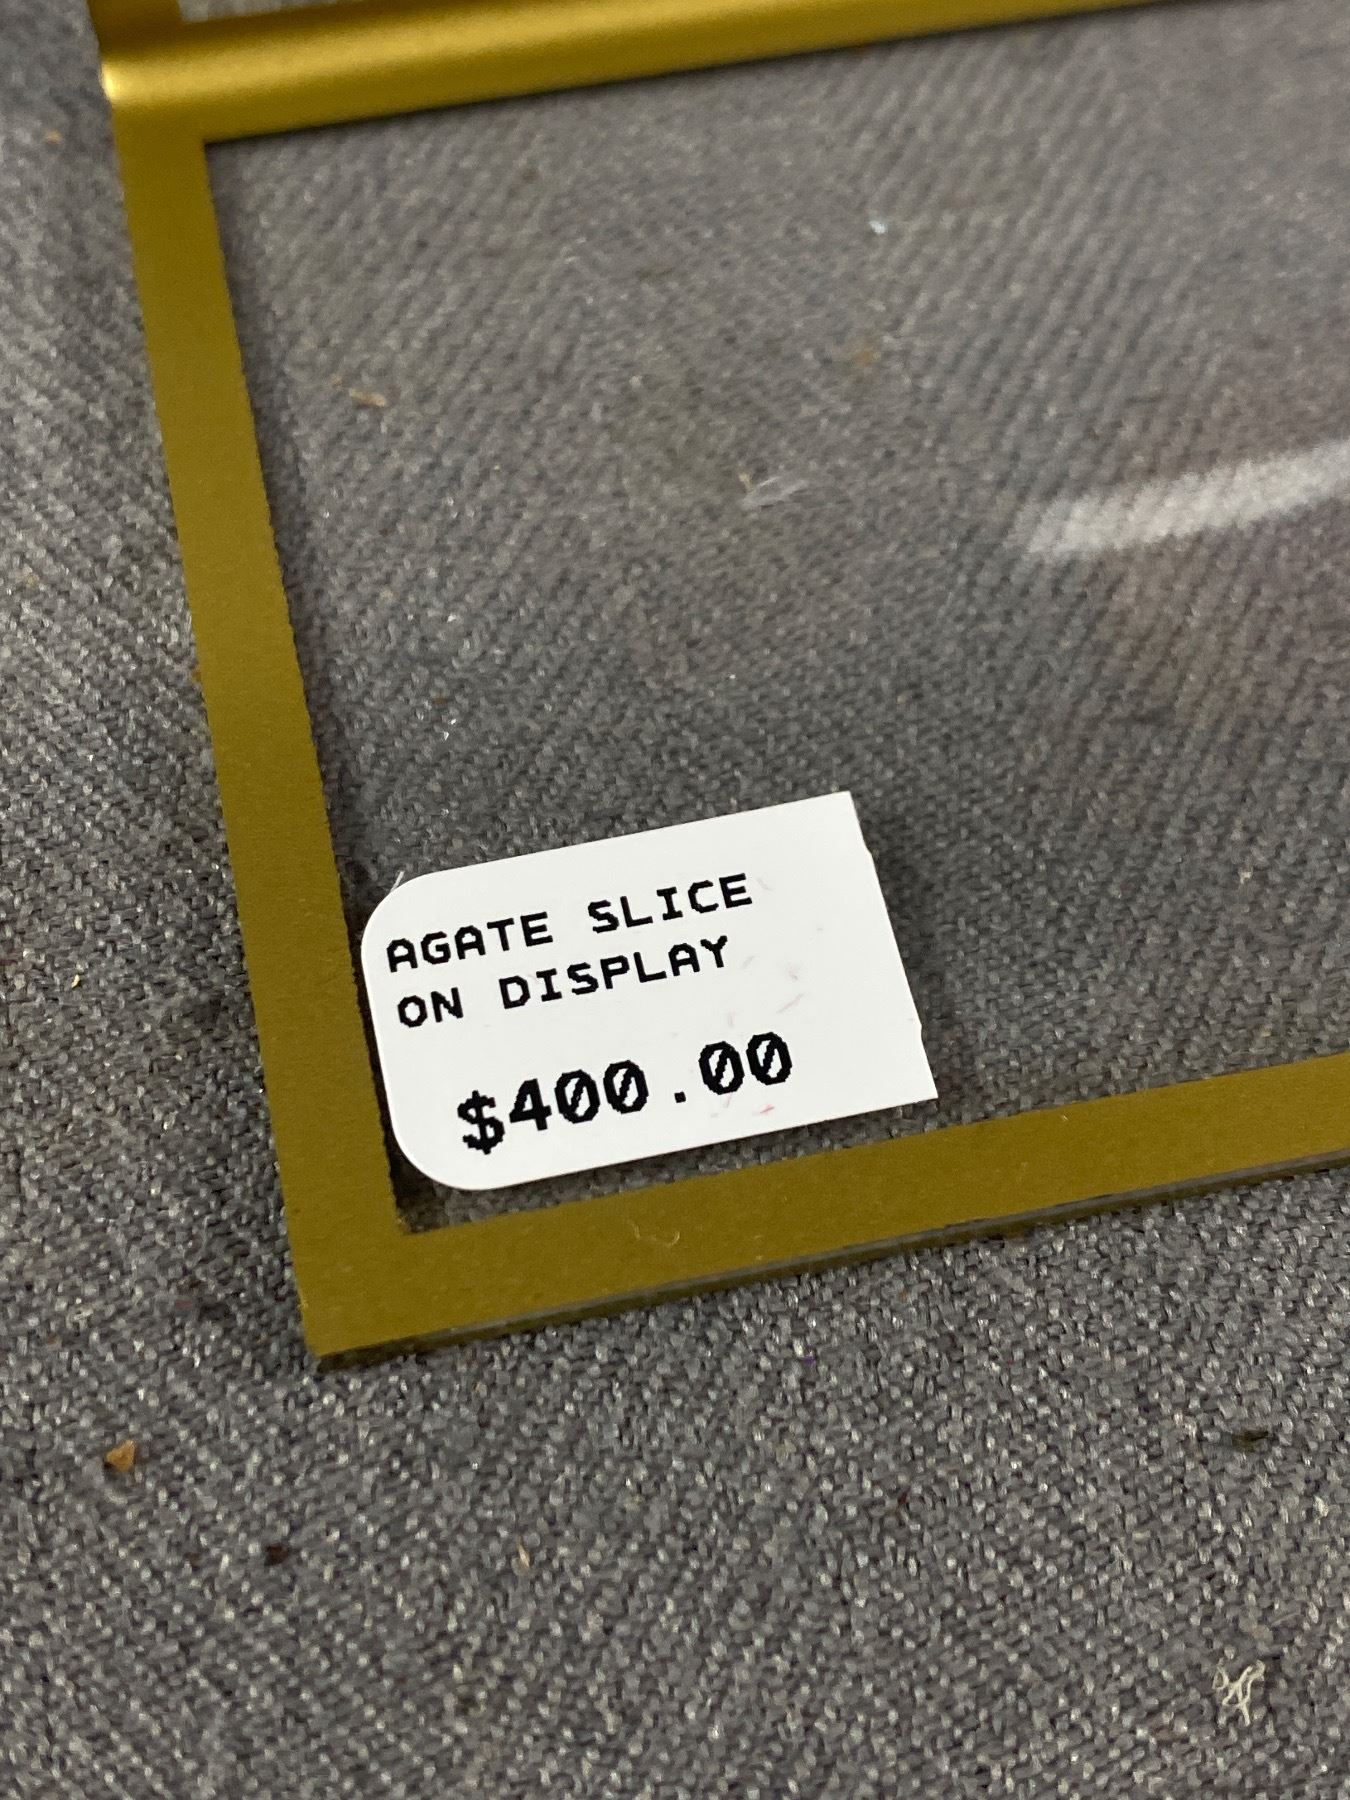 AGATE SLICE
ON DISPLAY
$400.00